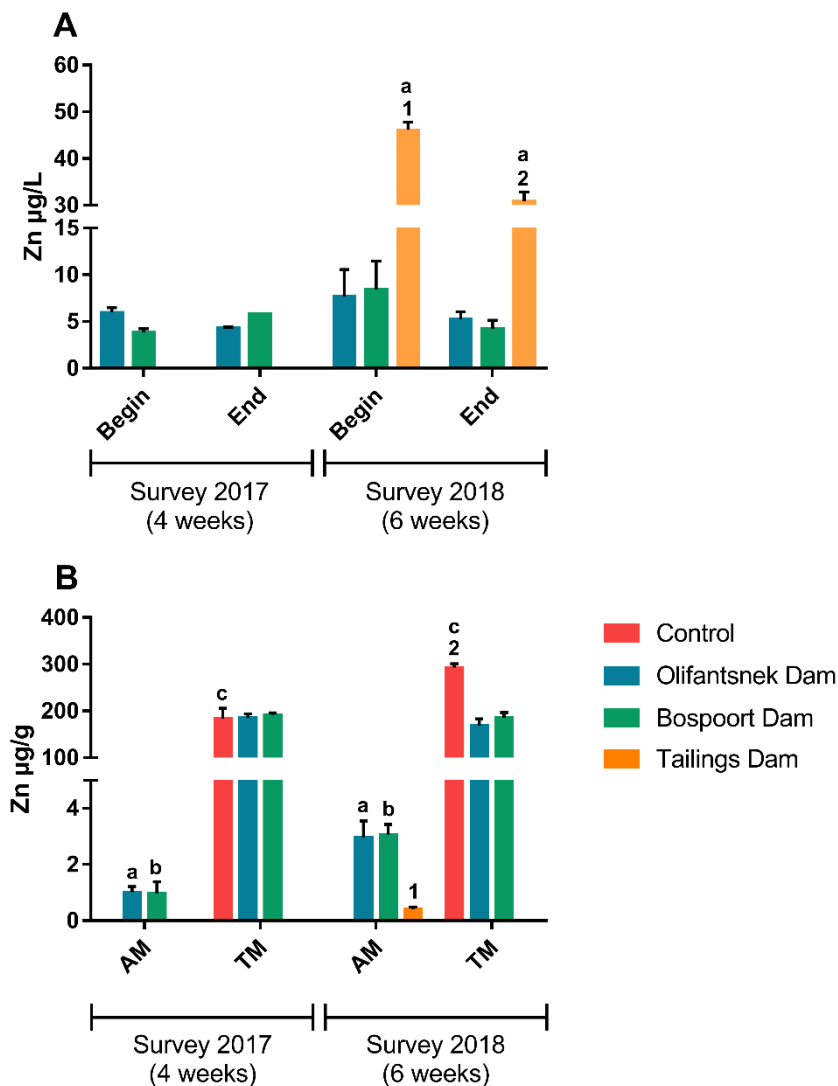 A
Zn µg/L
60
50
40
30
15
10
5
0
a
1
a
2
Begin
End
Begin
End
Survey 2017
(4 weeks)
Survey 2018
(6 weeks)
B
Zn µg/g
400
300
200
100
4
2
0
a
b
c
a
b
1
c
2
AM
TM
AM
TM
Survey 2017
(4 weeks)
Survey 2018
(6 weeks)
Control
Olifantsnek Dam
Bospoort Dam
Tailings Dam